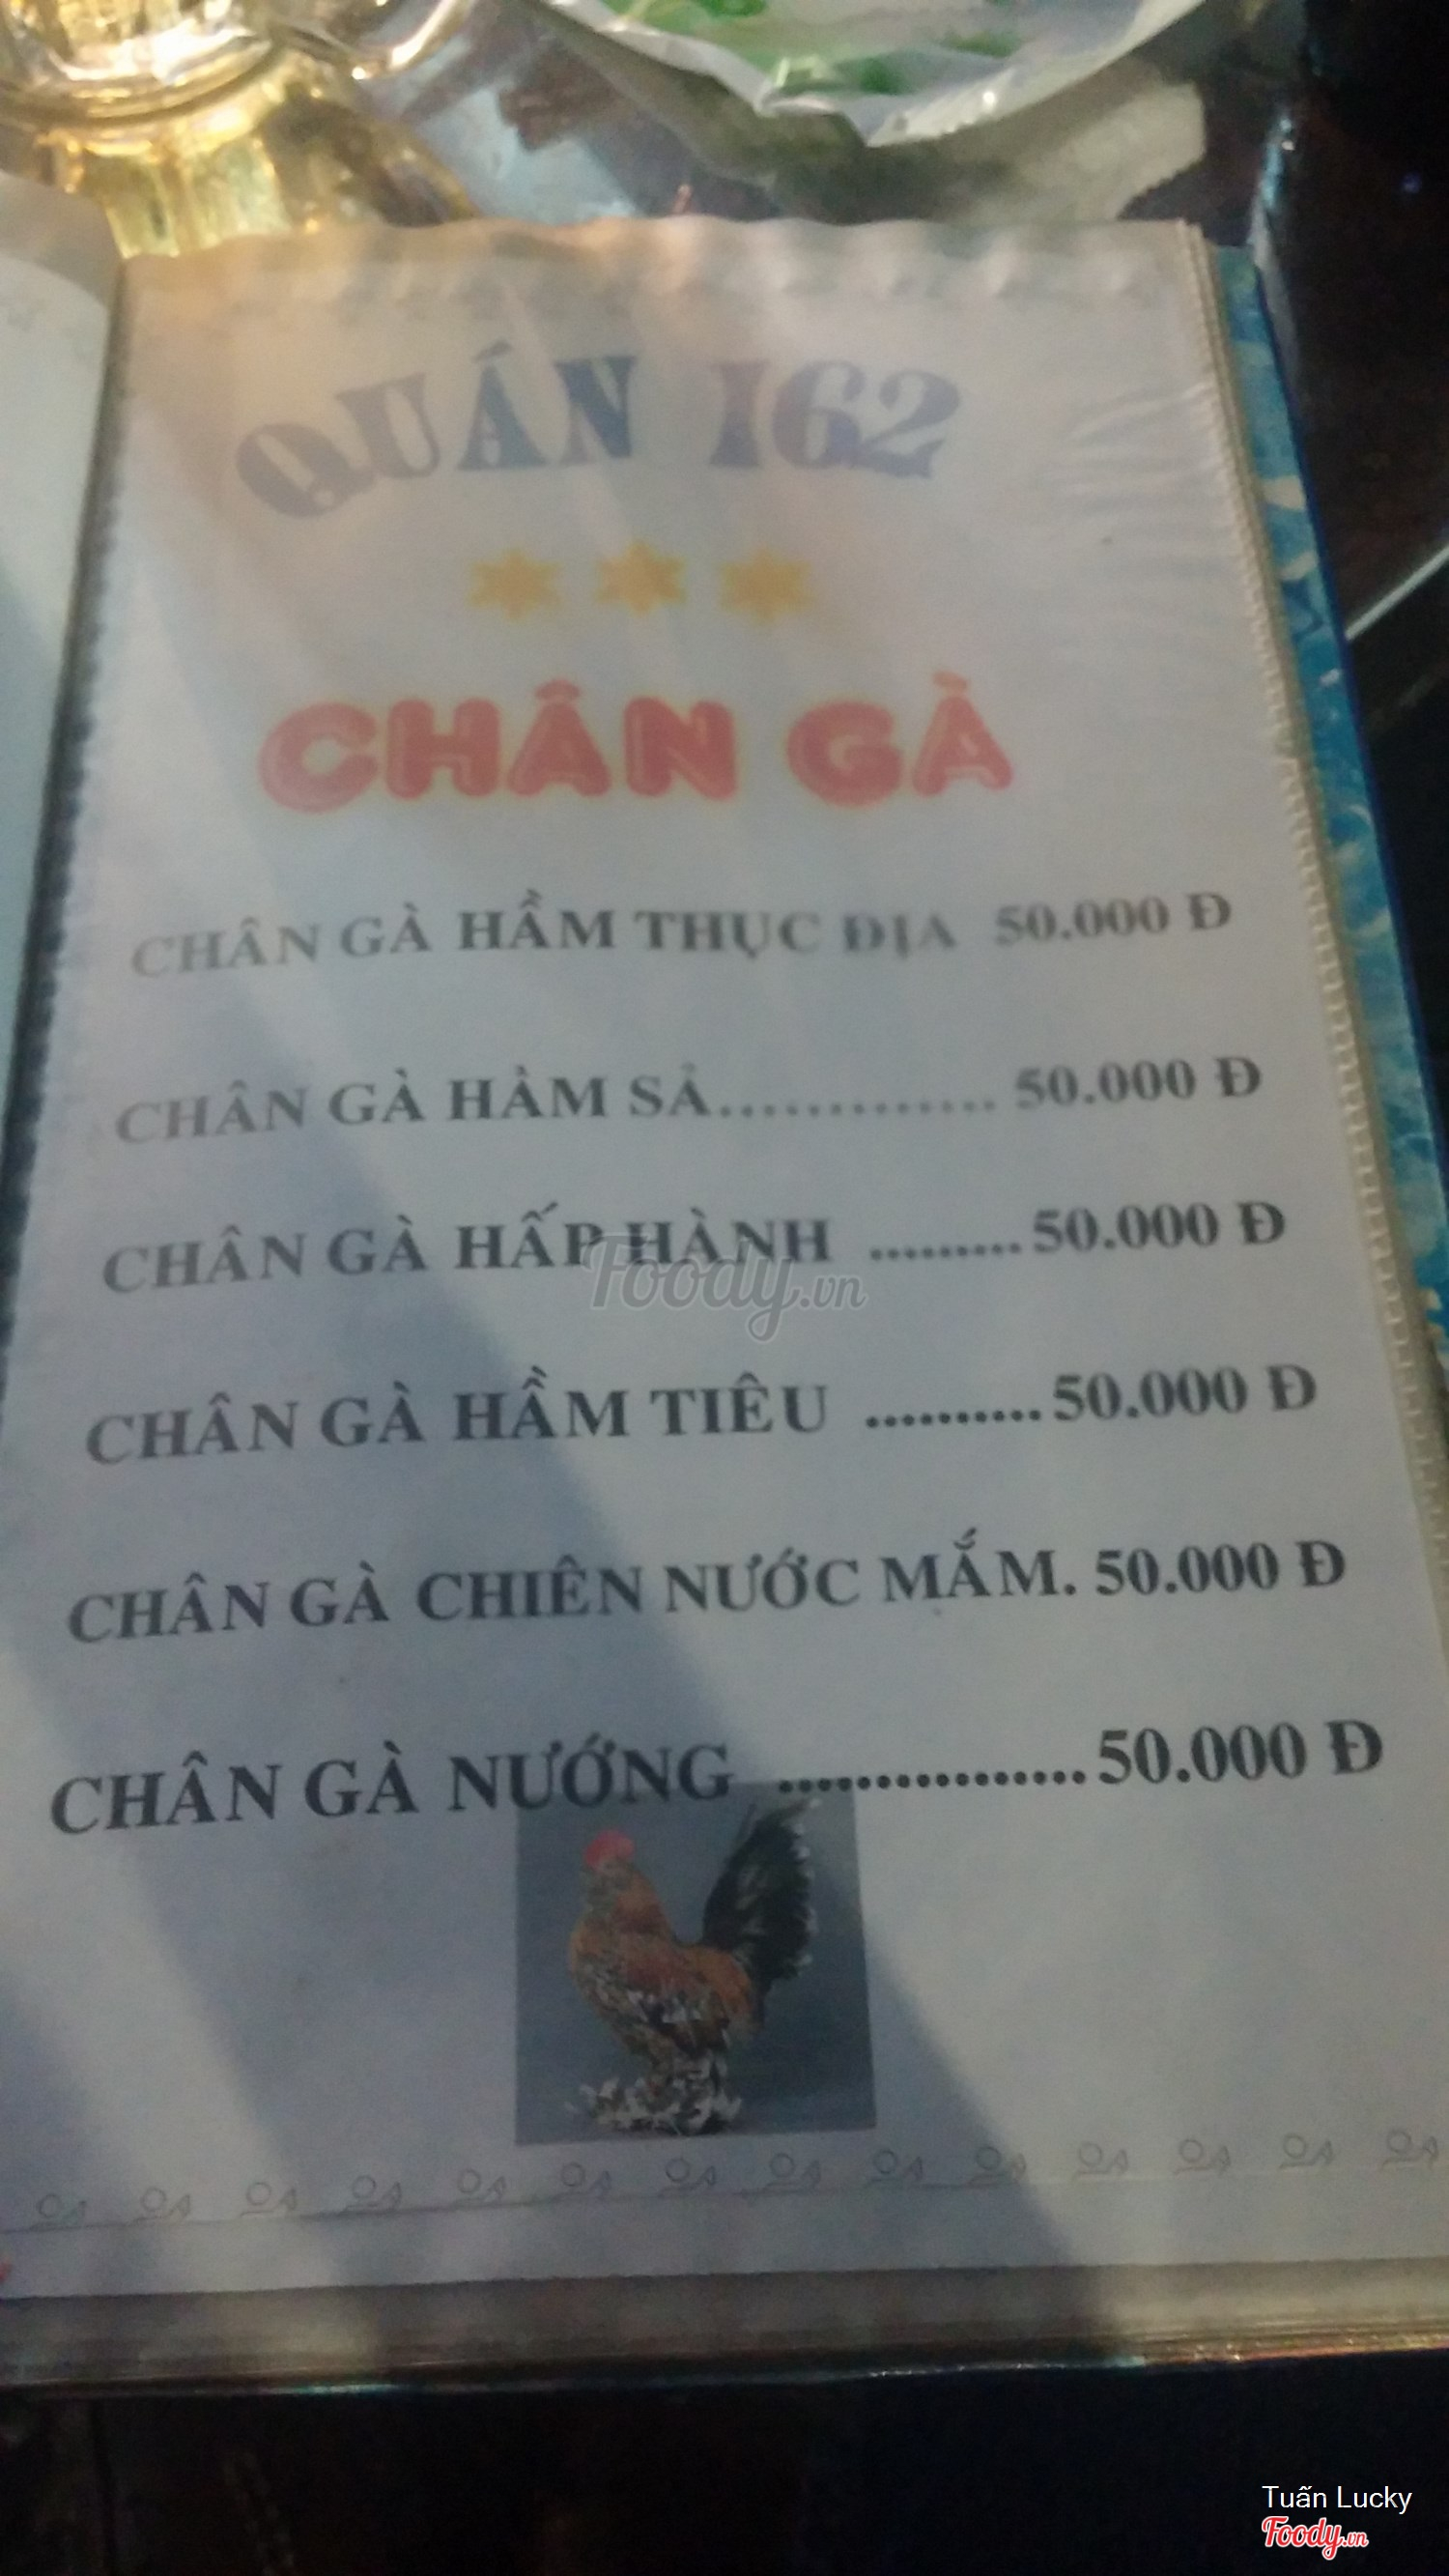 QUÁN 162
CHÂN GÀ
CHÂN GÀ HẦM THỤC ĐỊA 50.000 Đ
CHÂN GÀ HÀM SẢ............. 50.000 Đ
CHÂN GÀ HẤP HÀNH .........50.000 Đ
Foody.vn
CHÂN GÀ HẦM TIÊU ..........50.000 Đ
CHÂN GÀ CHIÊN NƯỚC MẮM. 50.000 Đ
CHÂN GÀ NƯỚNG ................50.000 Đ
Tuấn Lucky
Foody.vn